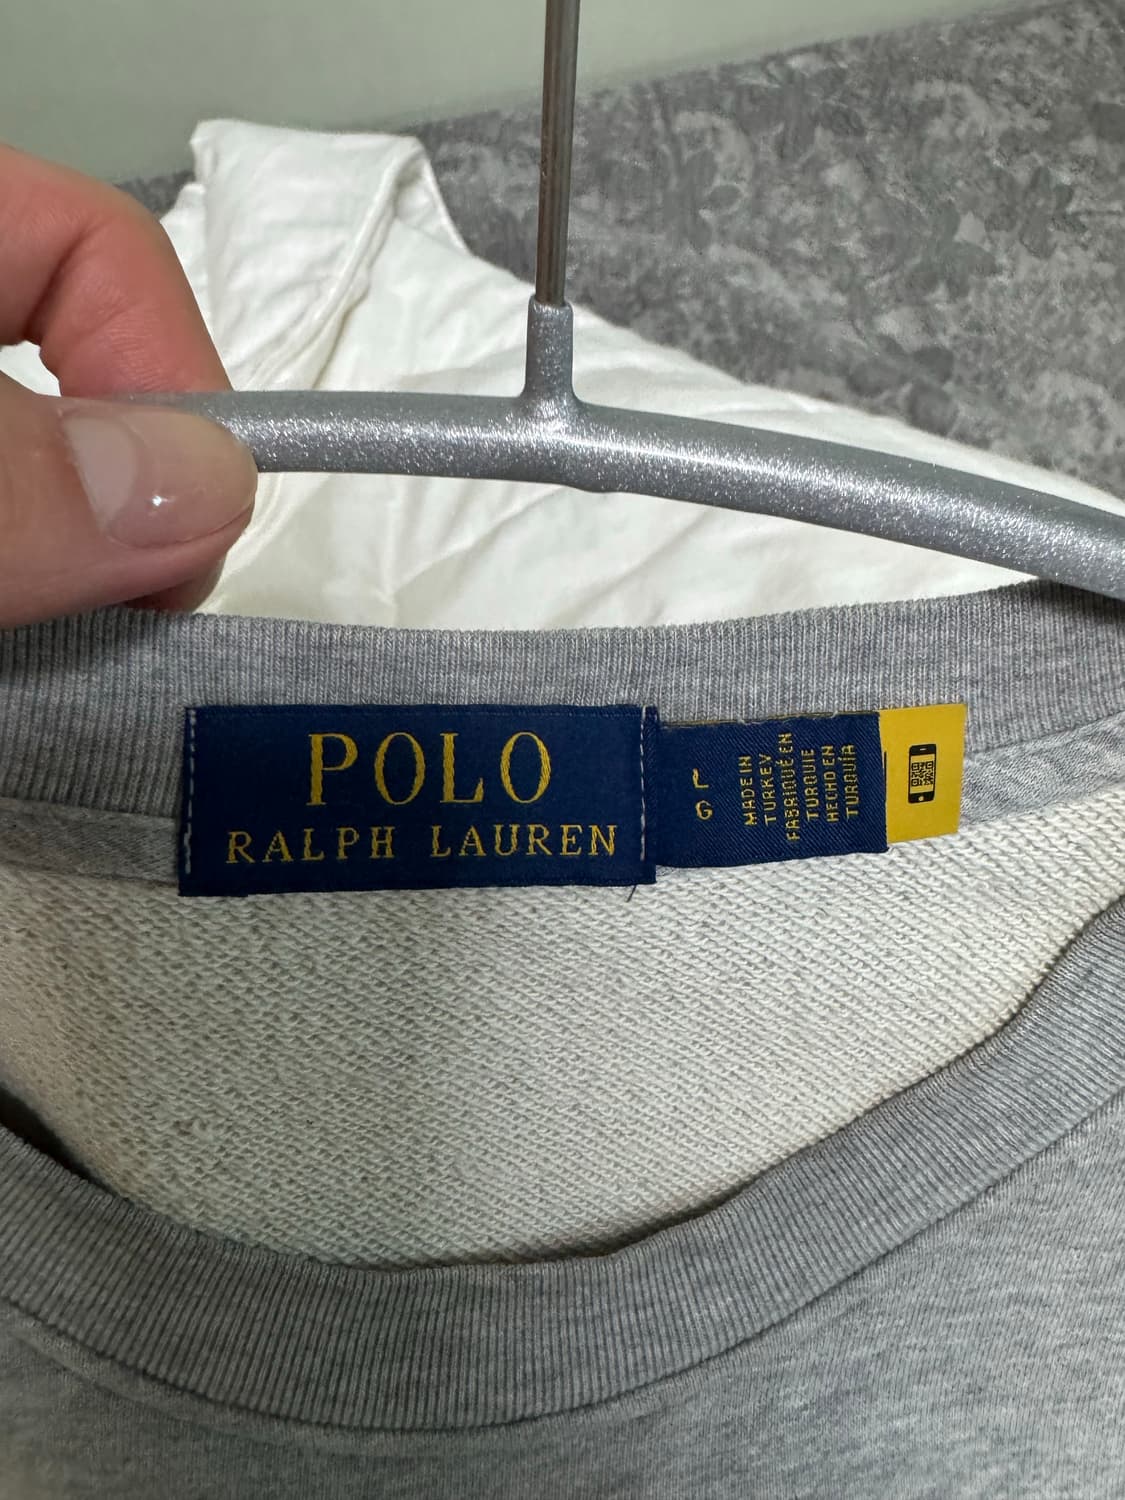 POLO
RALPH LAUREN
L
G
MADE IN
TURKEY
FABRIQUÉ EN
TURQUIE
HECHO EN
TURQUÍA